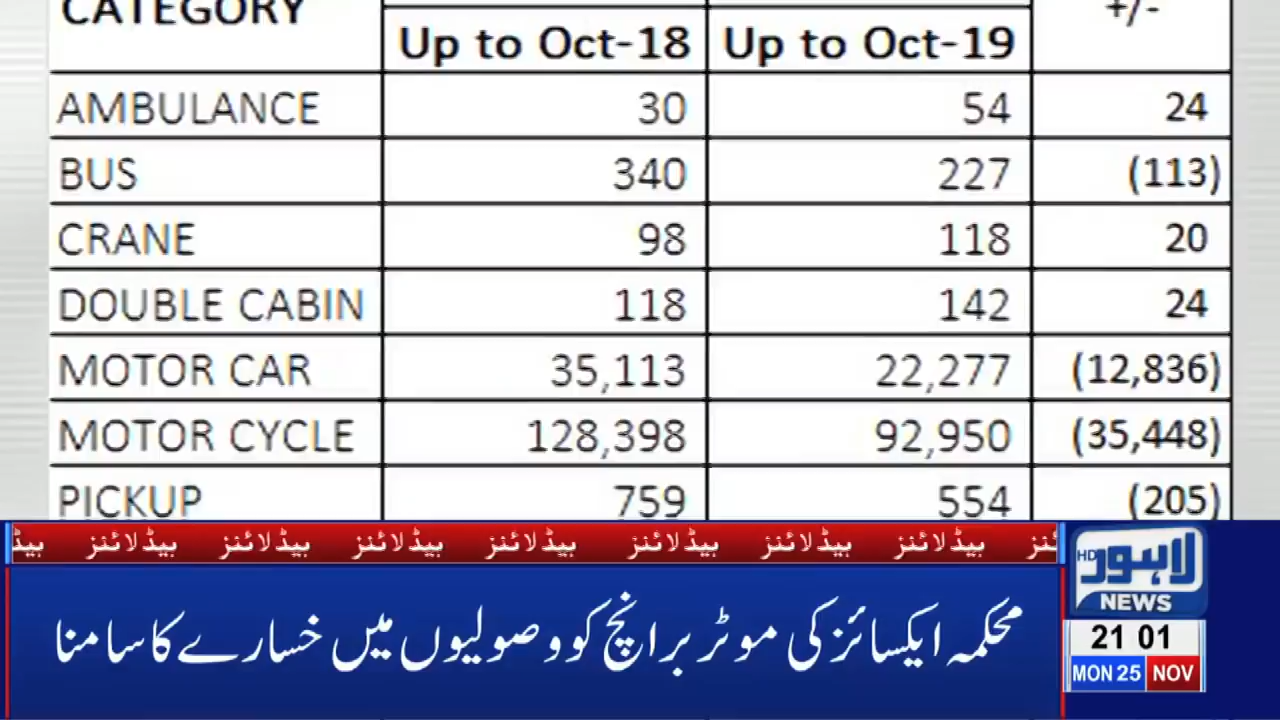 CATEGORY +/-
Up to Oct-18 Up to Oct-19
AMBULANCE 30 54 24
BUS 340 227 (113)
CRANE 98 118 20
DOUBLE CABIN 118 142 24
MOTOR CAR 35,113 22,277 (12,836)
MOTOR CYCLE 128,398 92,950 (35,448)
PICKUP 759 554 (205)
ئنز ہیڈلائنز ہیڈلائنز ہیڈلائنز ہیڈلائنز ہیڈلائنز ہیڈلائنز ہیڈلائنز ہیڈ
لاہور HD
NEWS
محکمہ ایکسائز کی موٹر برانچ کو وصولیوں میں خسارے کا سامنا
21 01
MON 25 NOV